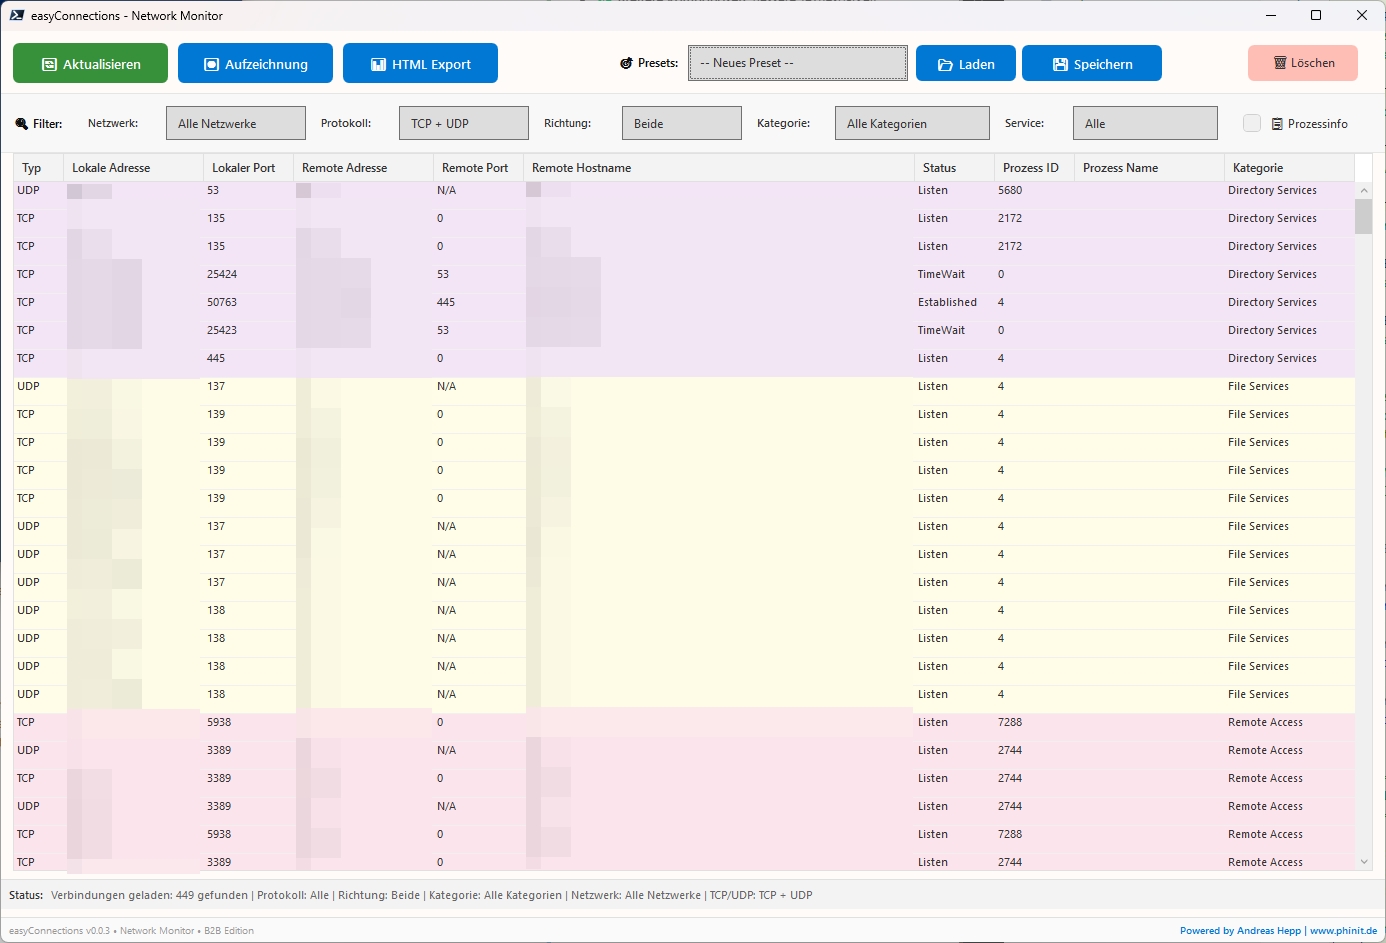 easyConnections - Network Monitor
Aktualisieren Aufzeichnung HTML Export Presets: -- Neues Preset -- Laden Speichern Löschen
Filter: Netzwerk: Alle Netzwerke Protokoll: TCP + UDP Richtung: Beide Kategorie: Alle Kategorien Service: Alle Prozessinfo
Typ Lokale Adresse Lokaler Port Remote Adresse Remote Port Remote Hostname Status Prozess ID Prozess Name Kategorie
UDP 53 N/A Listen 5680 Directory Services
TCP 135 0 Listen 2172 Directory Services
TCP 135 0 Listen 2172 Directory Services
TCP 25424 53 TimeWait 0 Directory Services
TCP 50763 445 Established 4 Directory Services
TCP 25423 53 TimeWait 0 Directory Services
TCP 445 0 Listen 4 Directory Services
UDP 137 N/A Listen 4 File Services
TCP 139 0 Listen 4 File Services
TCP 139 0 Listen 4 File Services
TCP 139 0 Listen 4 File Services
TCP 139 0 Listen 4 File Services
UDP 137 N/A Listen 4 File Services
UDP 137 N/A Listen 4 File Services
UDP 137 N/A Listen 4 File Services
UDP 138 N/A Listen 4 File Services
UDP 138 N/A Listen 4 File Services
UDP 138 N/A Listen 4 File Services
UDP 138 N/A Listen 4 File Services
TCP 5938 0 Listen 7288 Remote Access
UDP 3389 N/A Listen 2744 Remote Access
TCP 3389 0 Listen 2744 Remote Access
UDP 3389 N/A Listen 2744 Remote Access
TCP 5938 0 Listen 7288 Remote Access
TCP 3389 0 Listen 2744 Remote Access
Status: Verbindungen geladen: 449 gefunden | Protokoll: Alle | Richtung: Beide | Kategorie: Alle Kategorien | Netzwerk: Alle Netzwerke | TCP/UDP: TCP + UDP
easyConnections v0.0.3 • Network Monitor • B2B Edition Powered by Andreas Hepp | www.phinit.de